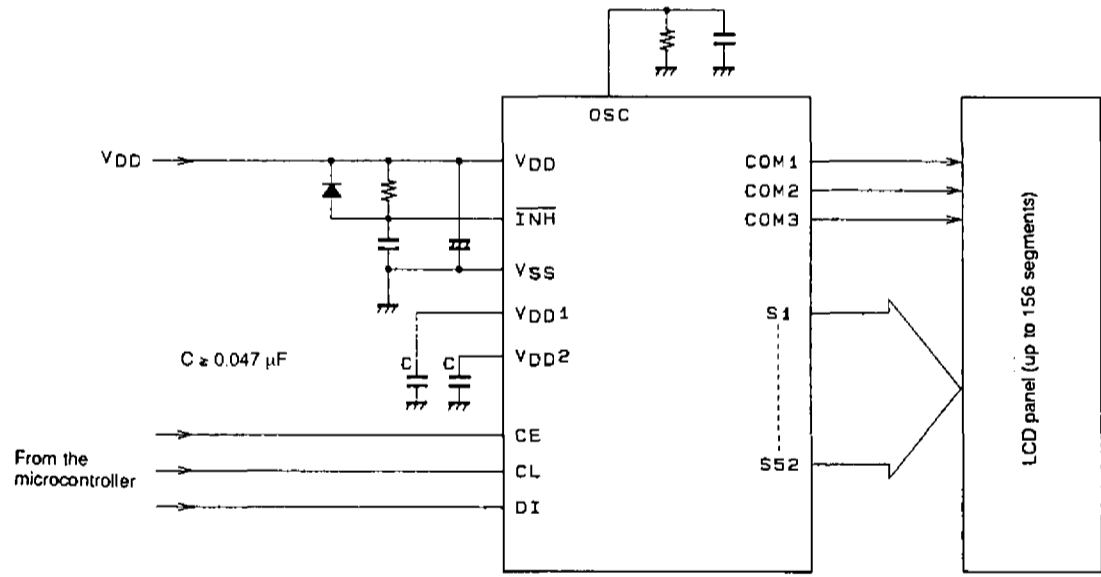 OSC
VDD
VDD
COM1
COM2
INH
COM3
VSS
VDD1
S1
C ≥ 0.047 µF
C
C
VDD2
LCD panel (up to 156 segments)
CE
From the
microcontroller
CL
S52
DI